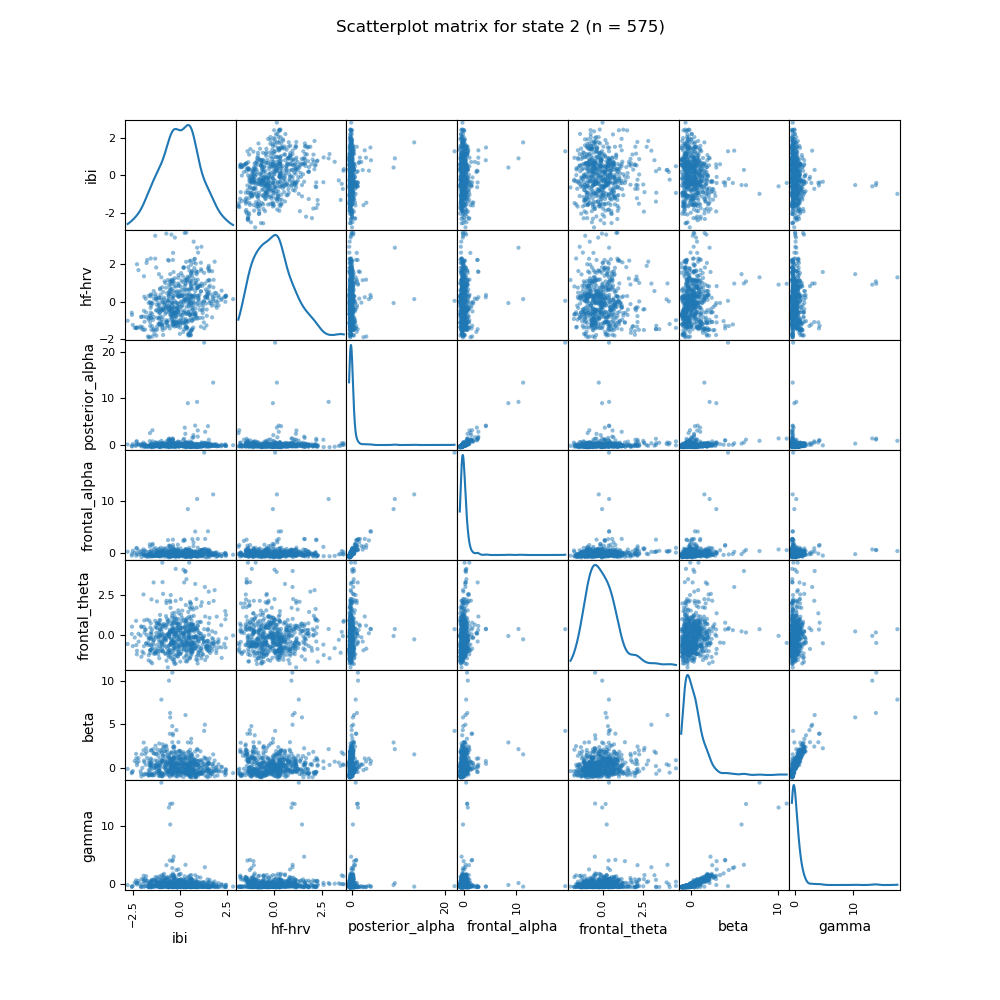 Scatterplot matrix for state 2 (n = 575)
ibi
2
0
-2
hf-hrv
2
0
−2
posterior_alpha
20
10
0
frontal_alpha
10
0
frontal_theta
2.5
0.0
beta
10
5
0
gamma
10
0
−2.5 0.0 2.5 0.0 2.5 0 20 0 10 0.0 2.5 0 10 0 10
ibi hf-hrv posterior_alpha frontal_alpha frontal_theta beta gamma